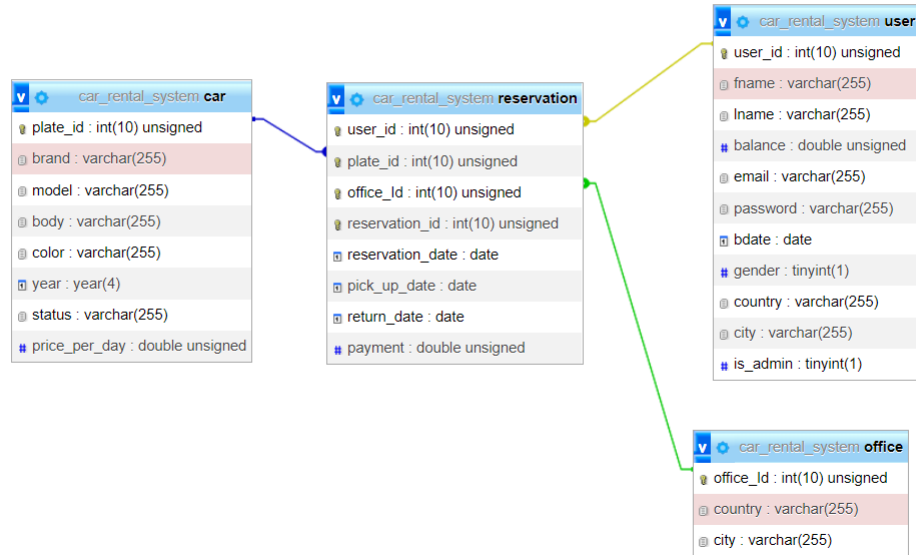 car_rental_system car
plate_id : int(10) unsigned
brand : varchar(255)
model : varchar(255)
body : varchar(255)
color : varchar(255)
year : year(4)
status : varchar(255)
price_per_day : double unsigned
car_rental_system reservation
user_id : int(10) unsigned
plate_id : int(10) unsigned
office_Id : int(10) unsigned
reservation_id : int(10) unsigned
reservation_date : date
pick_up_date : date
return_date : date
payment : double unsigned
car_rental_system user
user_id : int(10) unsigned
fname : varchar(255)
lname : varchar(255)
balance : double unsigned
email : varchar(255)
password : varchar(255)
bdate : date
gender : tinyint(1)
country : varchar(255)
city : varchar(255)
is_admin : tinyint(1)
car_rental_system office
office_Id : int(10) unsigned
country : varchar(255)
city : varchar(255)